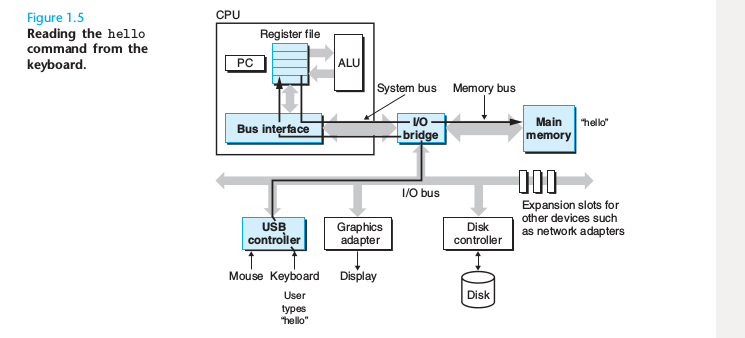 Figure 1.5
Reading the hello
command from the
keyboard.
CPU
Register file
PC
ALU
System bus
Memory bus
Bus interface
I/O
bridge
Main
memory
"hello"
I/O bus
Expansion slots for
other devices such
as network adapters
USB
controller
Graphics
adapter
Disk
controller
Mouse
Keyboard
Display
User
types
"hello"
Disk